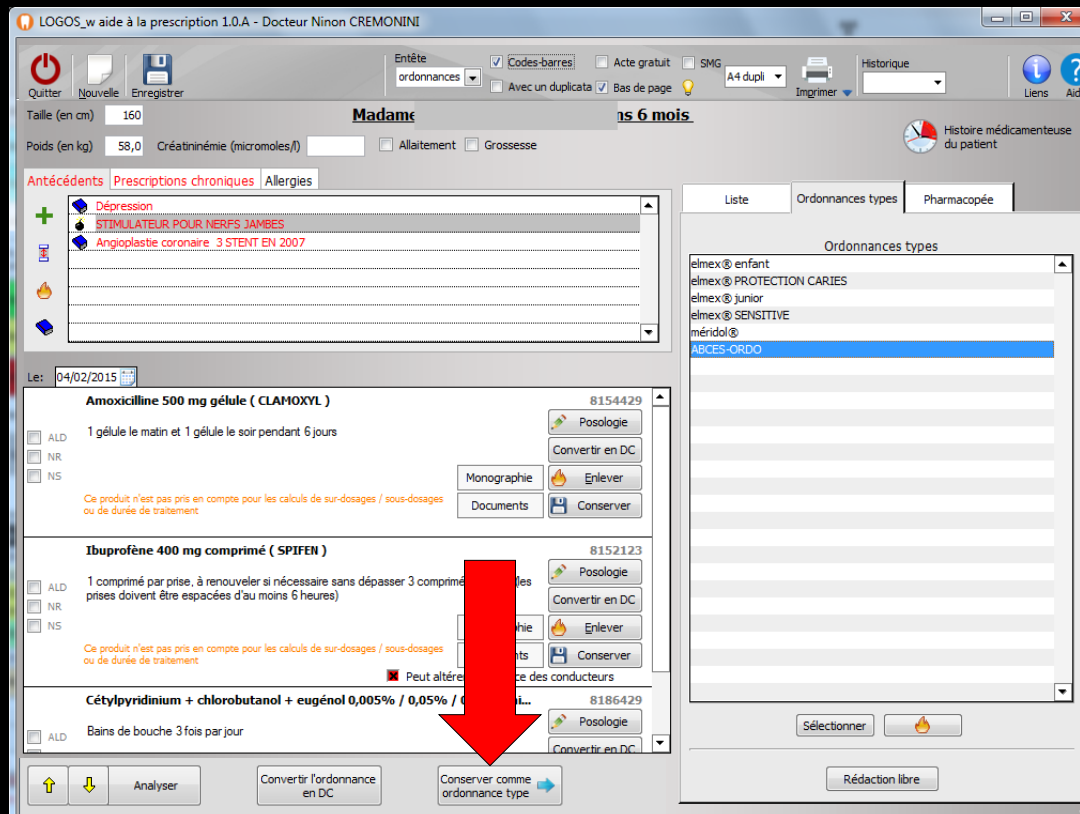 LOGOS_w aide à la prescription 1.0.A - Docteur Ninon CREMONINI
Quitter
Nouvelle
Enregistrer
Entête
ordonnances
Codes-barres
Acte gratuit
SMG
Avec un duplicata
Bas de page
A4 dupli
Imprimer
Historique
Liens
Taille (en cm) 160
Madame
ns 6 mois
Poids (en kg) 58,0 Créatininémie (micromoles/l)
Allaitement
Grossesse
Histoire médicamenteuse
du patient
Antécédents
Prescriptions chroniques
Allergies
Dépression
STIMULATEUR POUR NERFS JAMBES
Angioplastie coronaire 3 STENT EN 2007
Liste
Ordonnances types
Pharmacopée
Ordonnances types
elmex® enfant
elmex® PROTECTION CARIES
elmex® junior
elmex® SENSITIVE
méridol®
ABCES-ORDO
Le: 04/02/2015
Amoxicilline 500 mg gélule ( CLAMOXYL ) 8154429
1 gélule le matin et 1 gélule le soir pendant 6 jours
ALD
NR
NS
Posologie
Convertir en DC
Monographie
Enlever
Documents
Conserver
Ce produit n'est pas pris en compte pour les calculs de sur-dosages / sous-dosages
ou de durée de traitement
Ibuprofène 400 mg comprimé ( SPIFEN ) 8152123
1 comprimé par prise, à renouveler si nécessaire sans dépasser 3 comprimé (les
prises doivent être espacées d'au moins 6 heures)
ALD
NR
NS
Posologie
Convertir en DC
hie
Enlever
ts
Conserver
Ce produit n'est pas pris en compte pour les calculs de sur-dosages / sous-dosages
ou de durée de traitement
Peut altére ce des conducteurs
Cétylpyridinium + chlorobutanol + eugénol 0,005% / 0,05% / 8186429
Bains de bouche 3 fois par jour
ALD
Posologie
Convertir en DC
Analyser
Convertir l'ordonnance
en DC
Conserver comme
ordonnance type
Sélectionner
Rédaction libre